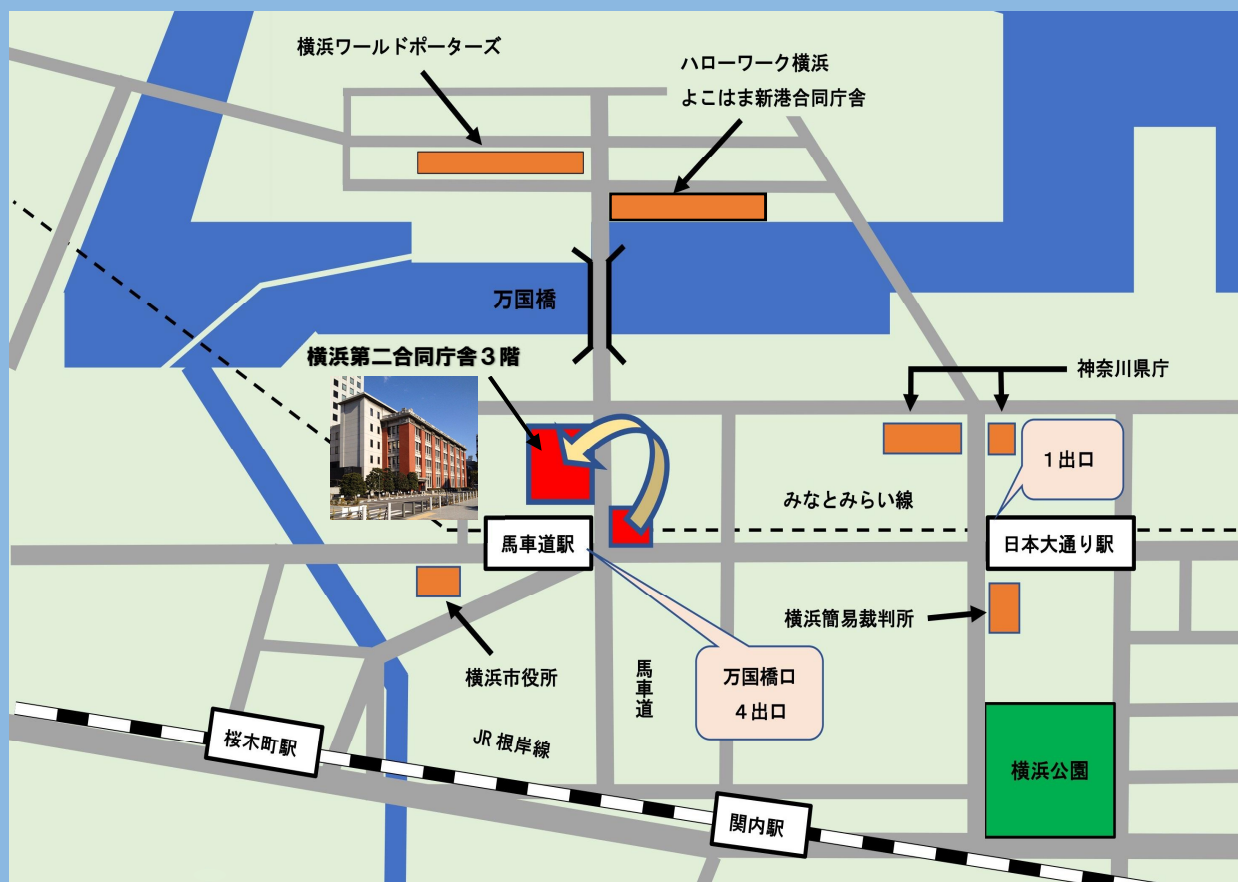 横浜ワールドポーターズ
ハローワーク横浜
よこはま新港合同庁舎
万国橋
横浜第二合同庁舎３階
神奈川県庁
１出口
みなとみらい線
馬車道駅
日本大通り駅
横浜簡易裁判所
横浜市役所
馬車道
万国橋口
４出口
桜木町駅
JR 根岸線
横浜公園
関内駅